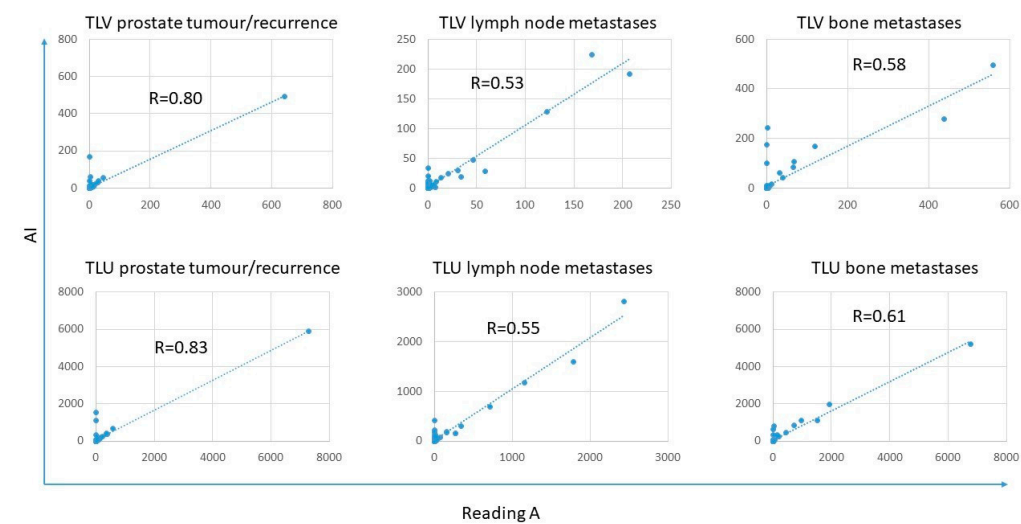 TLV prostate tumour/recurrence
800
600
400
200
0
R=0.80
0 200 400 600 800
TLV lymph node metastases
250
200
150
100
50
0
R=0.53
0 50 100 150 200 250
TLV bone metastases
600
400
200
0
R=0.58
0 200 400 600
AI
TLU prostate tumour/recurrence
8000
6000
4000
2000
0
R=0.83
0 2000 4000 6000 8000
TLU lymph node metastases
3000
2000
1000
0
R=0.55
0 1000 2000 3000
TLU bone metastases
8000
6000
4000
2000
0
R=0.61
0 2000 4000 6000 8000
Reading A